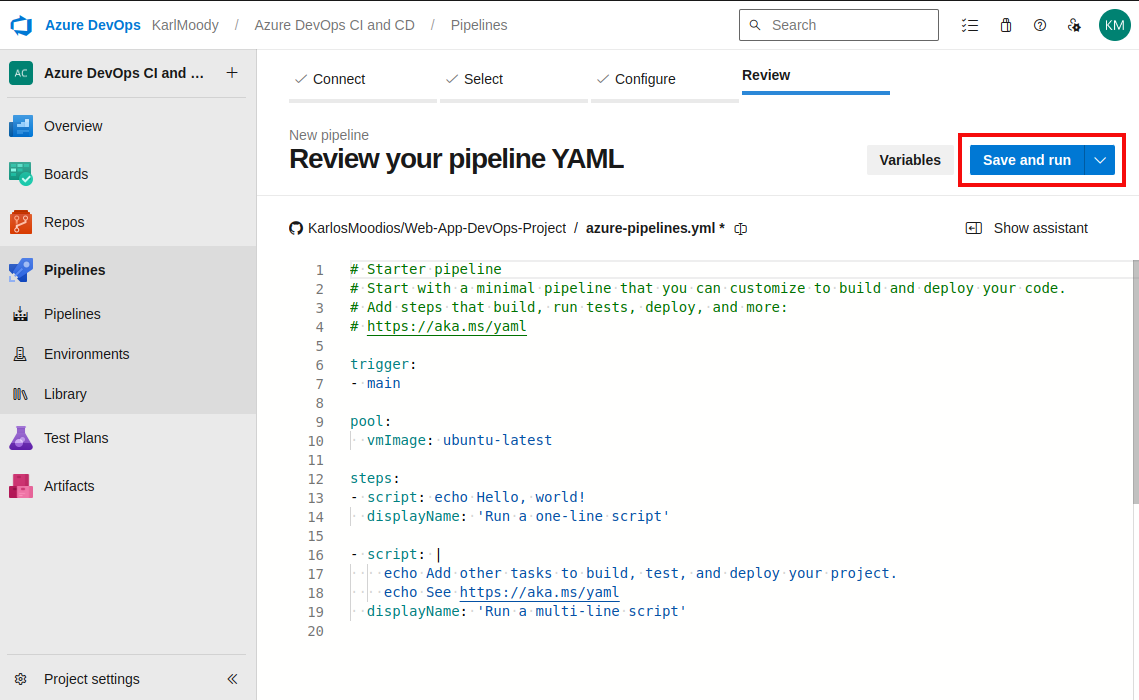 Azure DevOps KarlMoody / Azure DevOps CI and CD / Pipelines Search KM
AC Azure DevOps CI and ... +
Overview
Boards
Repos
Pipelines
Pipelines
Environments
Library
Test Plans
Artifacts
Project settings
Connect Select Configure Review
New pipeline
Review your pipeline YAML
Variables Save and run
KarlosMoodios/Web-App-DevOps-Project / azure-pipelines.yml * Show assistant
1 # Starter pipeline
2 # Start with a minimal pipeline that you can customize to build and deploy your code.
3 # Add steps that build, run tests, deploy, and more:
4 # https://aka.ms/yaml
5
6 trigger:
7 - main
8
9 pool:
10   vmImage: ubuntu-latest
11
12 steps:
13 - script: echo Hello, world!
14   displayName: 'Run a one-line script'
15
16 - script: |
17     echo Add other tasks to build, test, and deploy your project.
18     echo See https://aka.ms/yaml
19   displayName: 'Run a multi-line script'
20